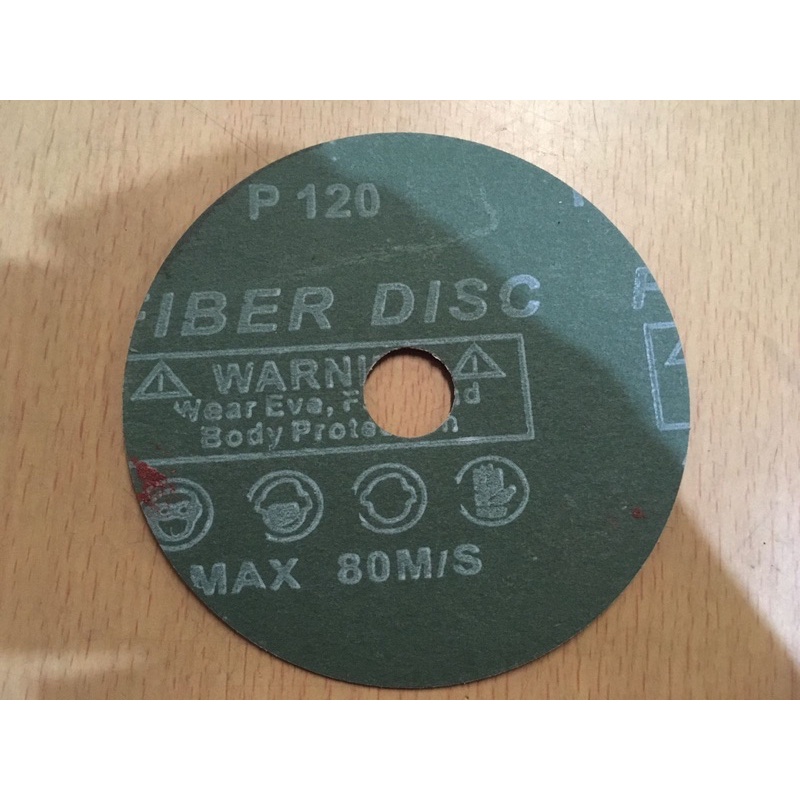 P 120
FIBER DISC
WARNI
Wear Eye, F d
Body Prote n
MAX 80M/S